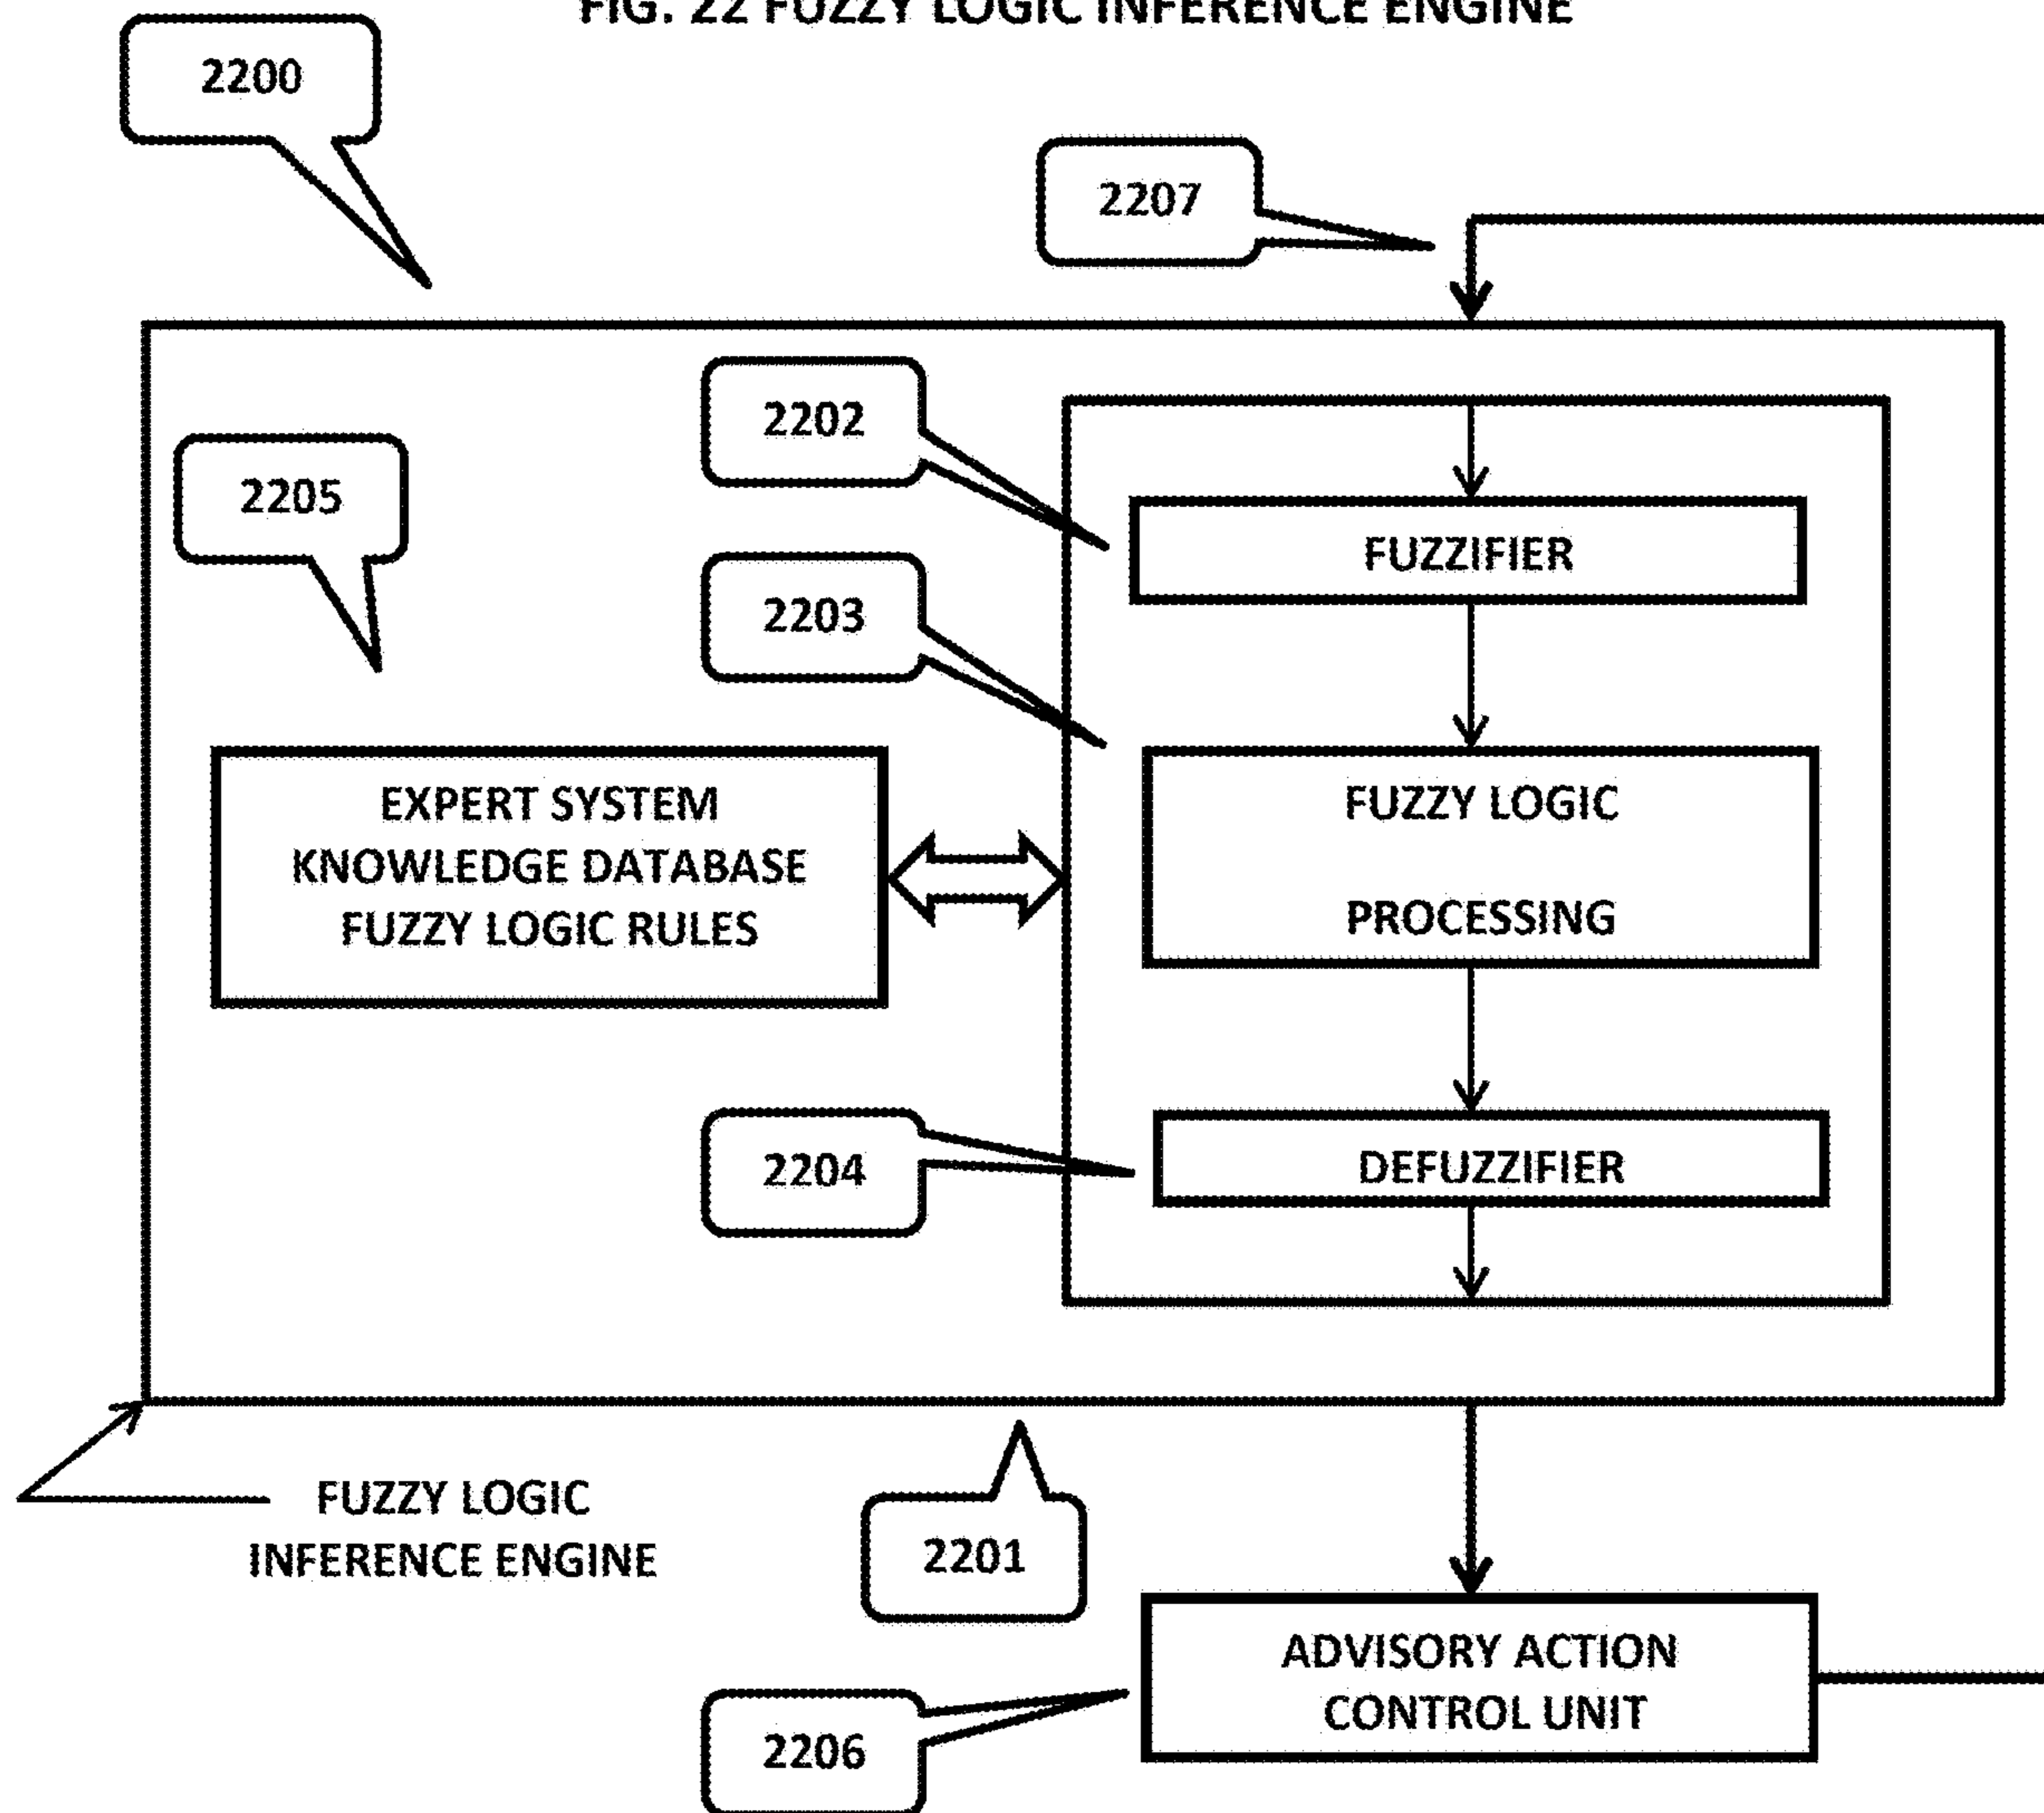 FIG. 22 FUZZY LOGIC INFERENCE ENGINE
2200
2207
2202
2205
FUZZIFIER
2203
EXPERT SYSTEM
KNOWLEDGE DATABASE
FUZZY LOGIC RULES
FUZZY LOGIC
PROCESSING
2204
DEFUZZIFIER
FUZZY LOGIC
INFERENCE ENGINE
2201
ADVISORY ACTION
CONTROL UNIT
2206